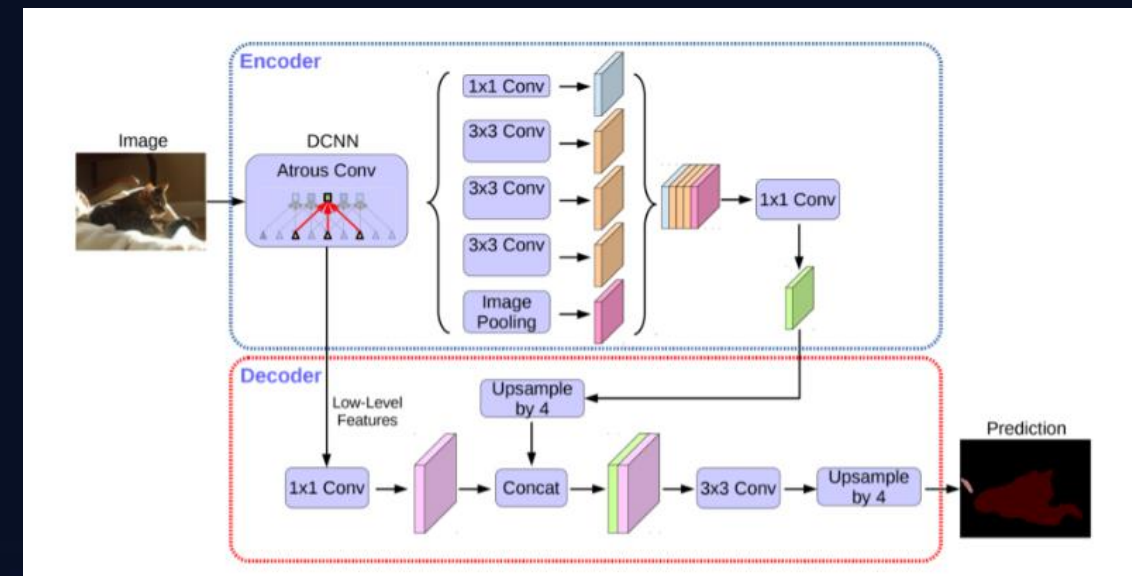 Encoder
Image
DCNN
Atrous Conv
1x1 Conv
3x3 Conv
3x3 Conv
3x3 Conv
Image
Pooling
1x1 Conv
Decoder
Low-Level
Features
Upsample
by 4
1x1 Conv
Concat
3x3 Conv
Upsample
by 4
Prediction